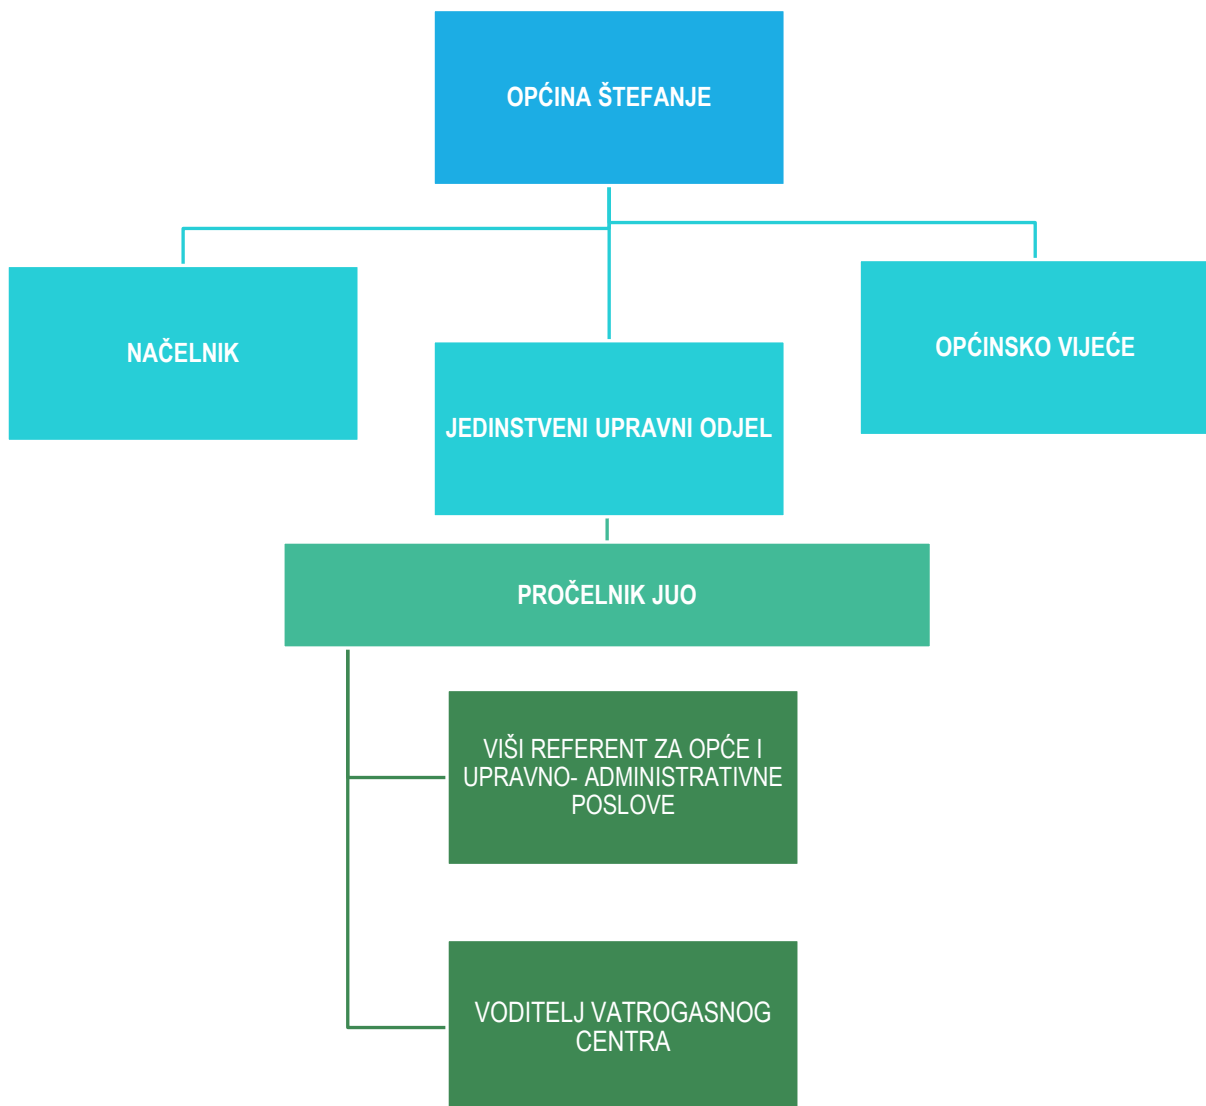 OPĆINA ŠTEFANJE
NAČELNIK
OPĆINSKO VIJEĆE
JEDINSTVENI UPRAVNI ODJEL
PROČELNIK JUO
VIŠI REFERENT ZA OPĆE I
UPRAVNO- ADMINISTRATIVNE
POSLOVE
VODITELJ VATROGASNOG
CENTRA